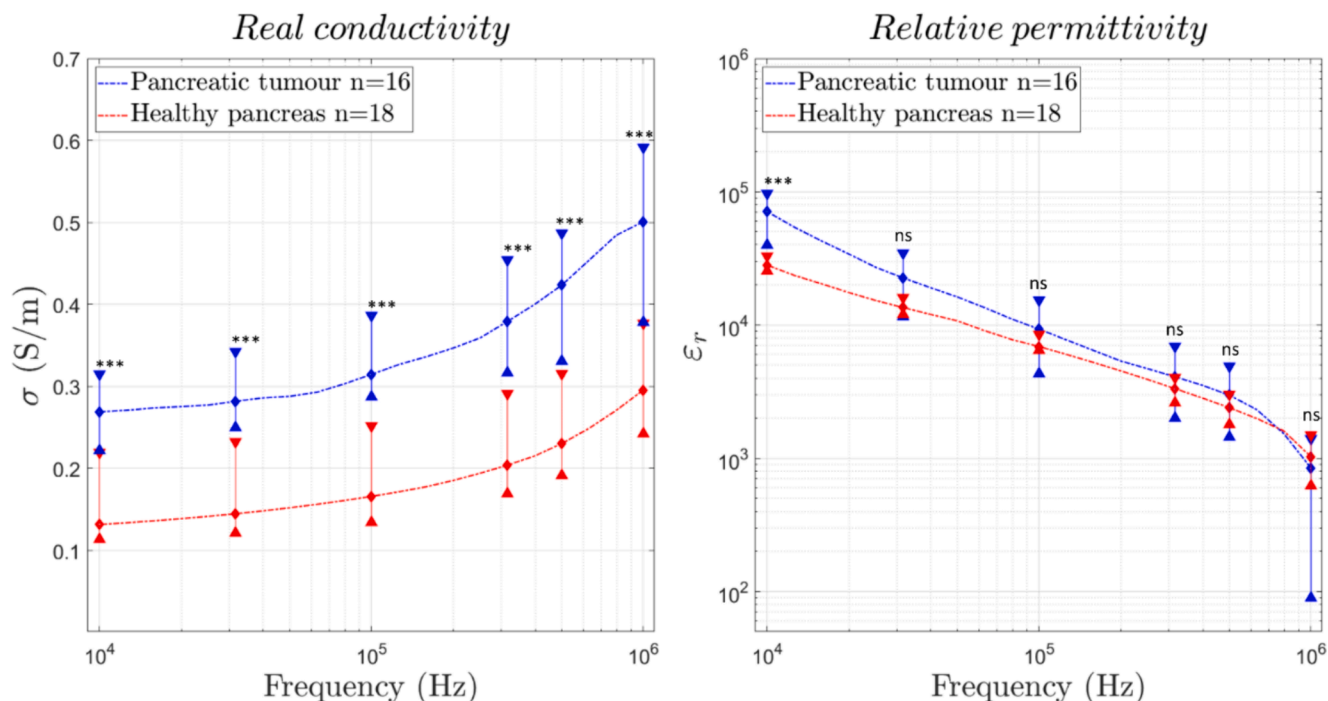 Real conductivity
0.7
0.6
0.5
0.4
0.3
0.2
0.1
σ (S/m)
Pancreatic tumour n=16
Healthy pancreas n=18
***
***
***
***
***
***
10⁴
10⁵
10⁶
Frequency (Hz)
Relative permittivity
10⁶
10⁵
10⁴
10³
10²
εr
Pancreatic tumour n=16
Healthy pancreas n=18
***
ns
ns
ns
ns
ns
10⁴
10⁵
10⁶
Frequency (Hz)